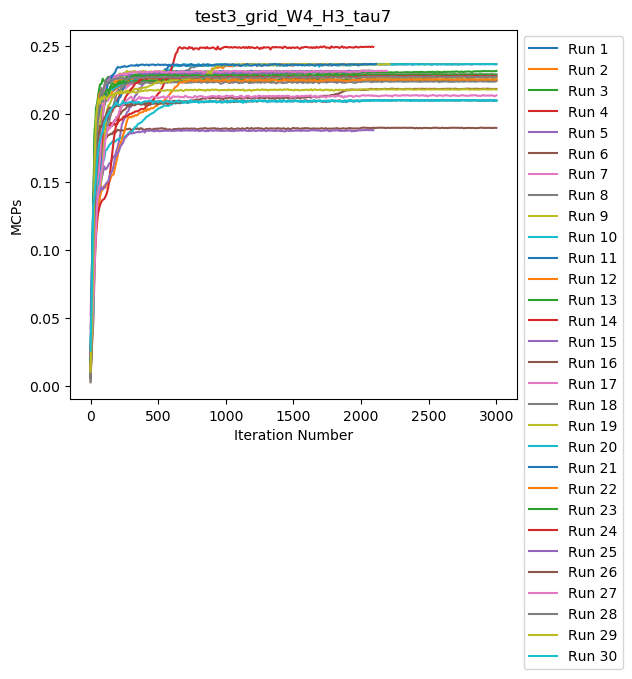 test3_grid_W4_H3_tau7
0.25
0.20
0.15
0.10
0.05
0.00
MCPs
0
500
1000
1500
2000
2500
3000
Iteration Number
Run 1
Run 2
Run 3
Run 4
Run 5
Run 6
Run 7
Run 8
Run 9
Run 10
Run 11
Run 12
Run 13
Run 14
Run 15
Run 16
Run 17
Run 18
Run 19
Run 20
Run 21
Run 22
Run 23
Run 24
Run 25
Run 26
Run 27
Run 28
Run 29
Run 30